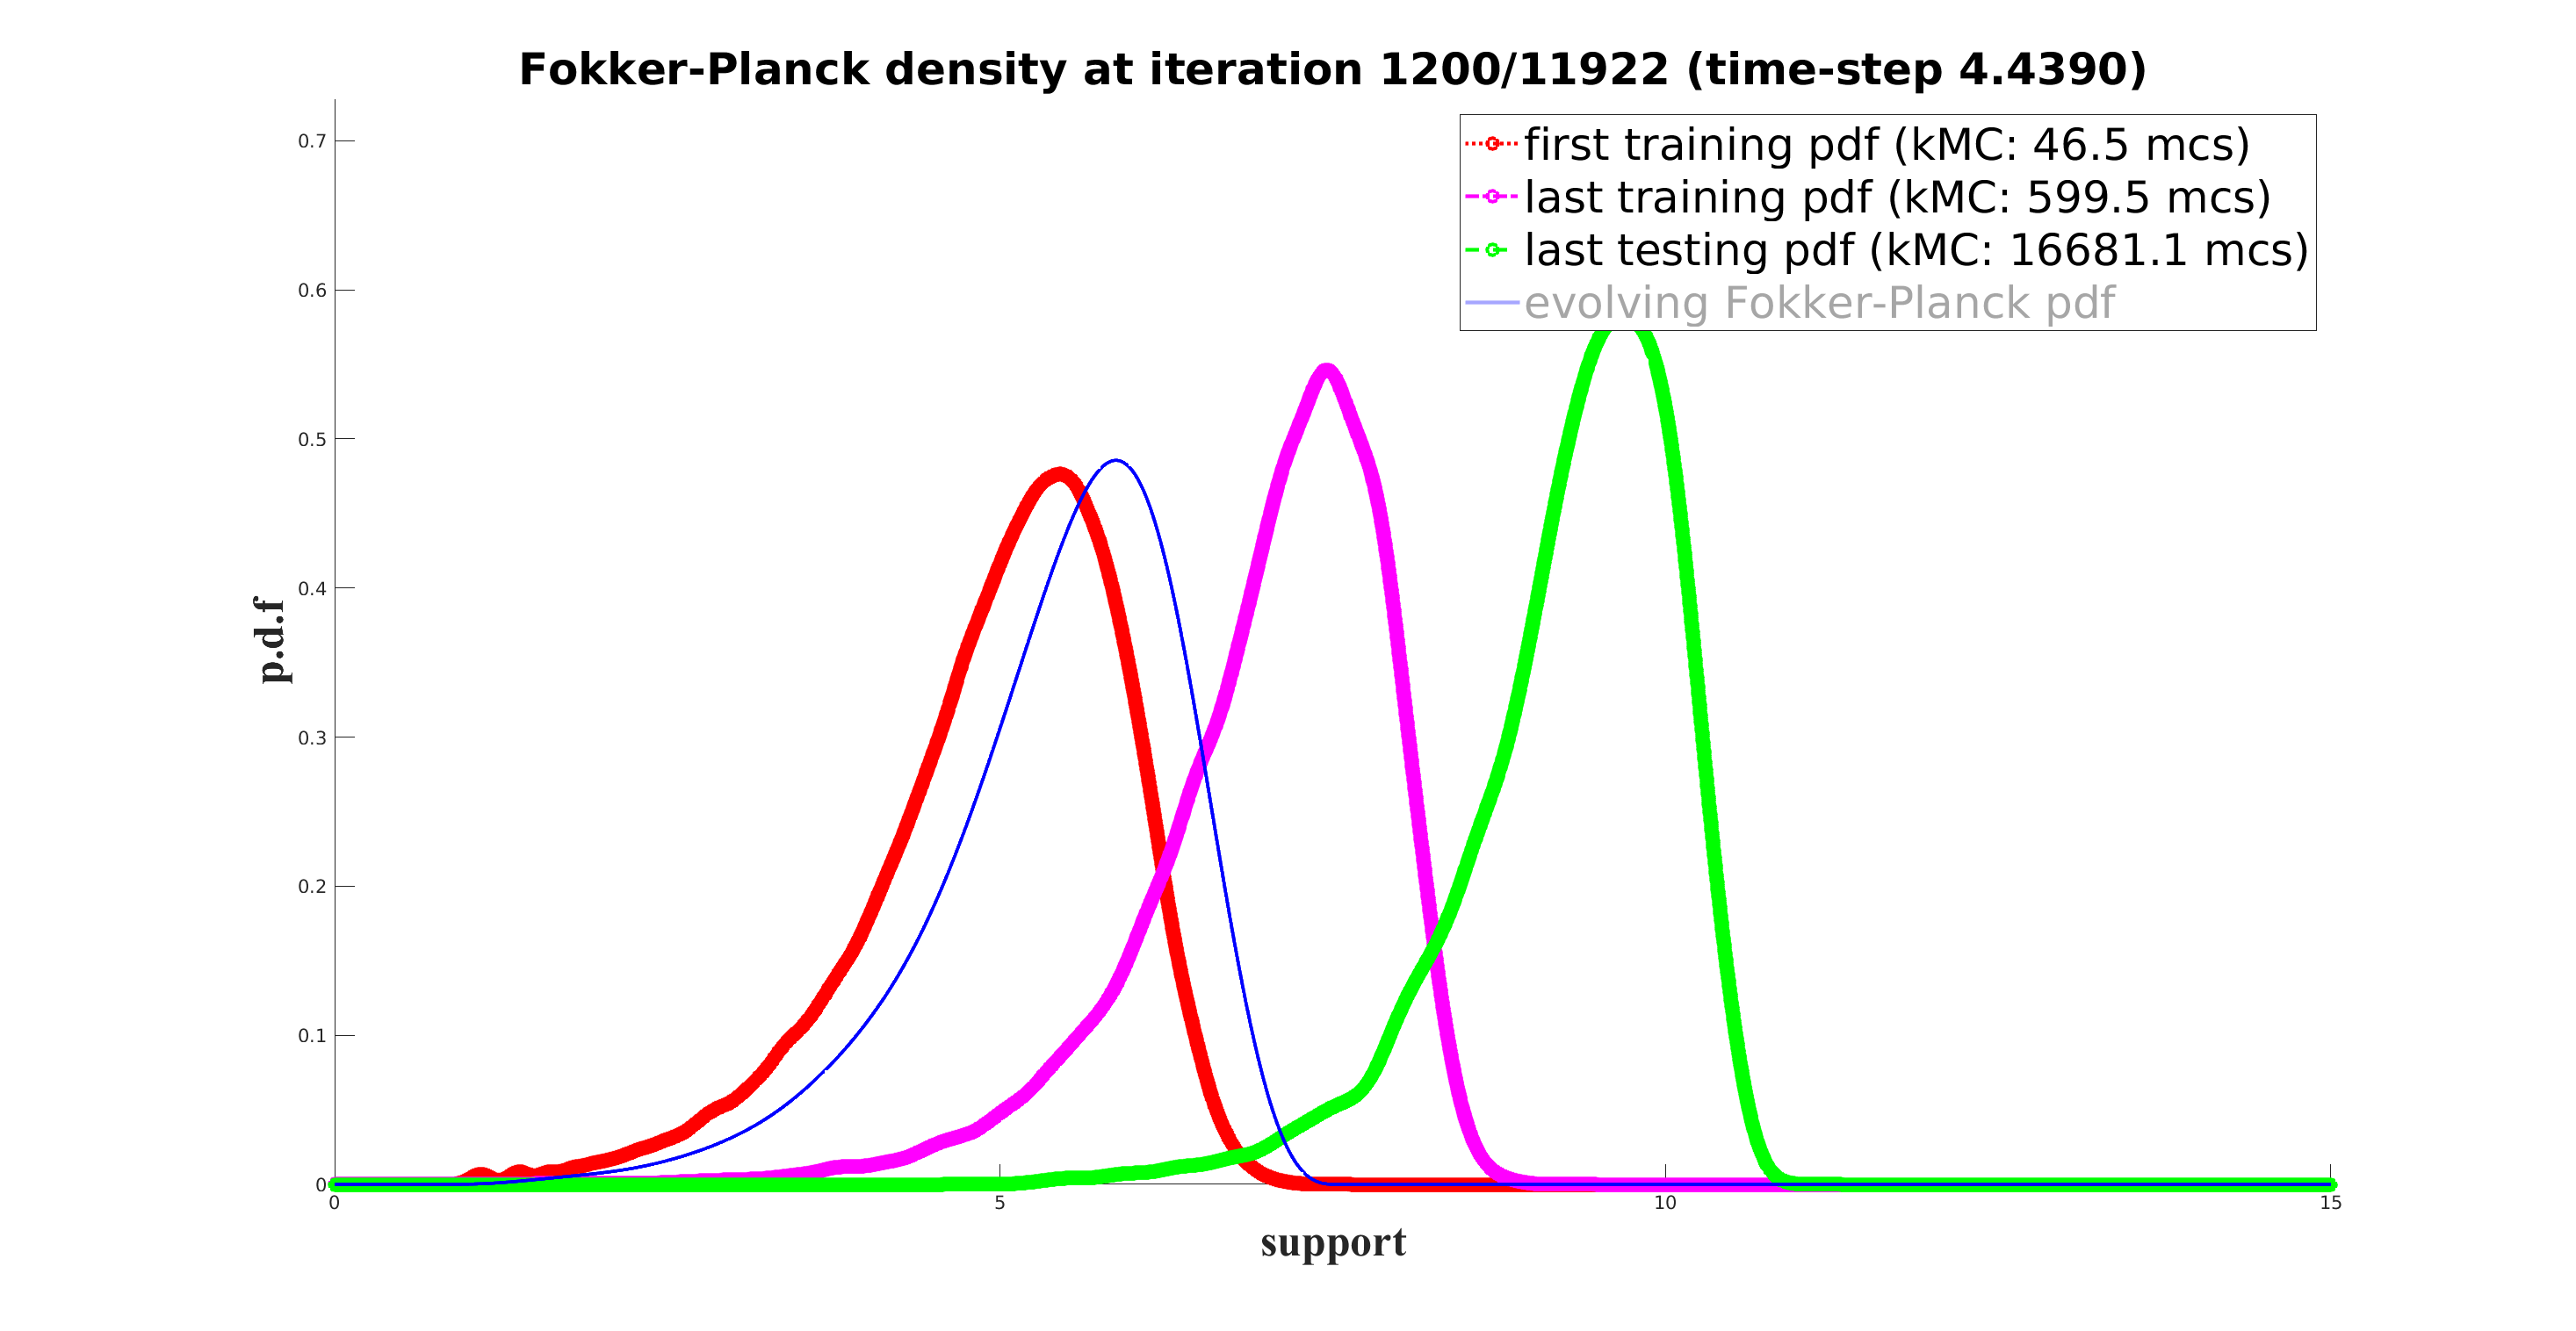 Fokker-Planck density at iteration 1200/11922 (time-step 4.4390)
first training pdf (kMC: 46.5 mcs)
last training pdf (kMC: 599.5 mcs)
last testing pdf (kMC: 16681.1 mcs)
evolving Fokker-Planck pdf
0.7
0.6
0.5
0.4
0.3
0.2
0.1
0
p.d.f
0 5 10 15
support